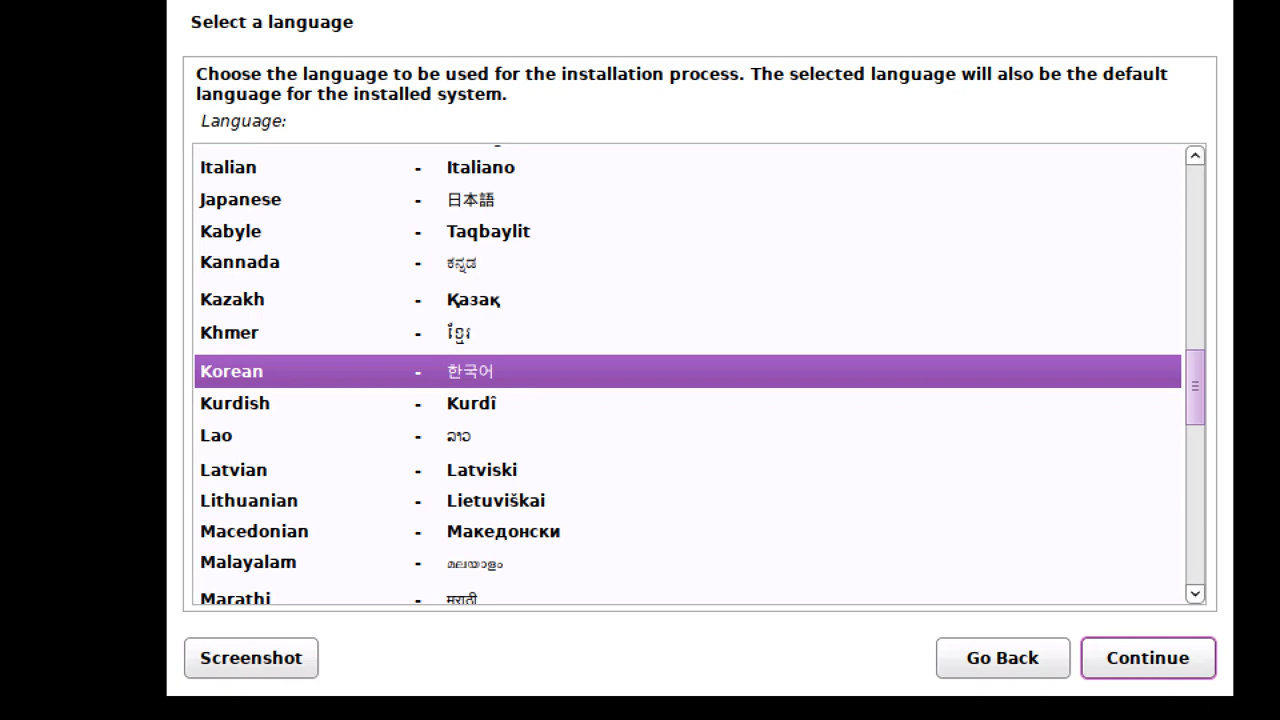 Select a language
Choose the language to be used for the installation process. The selected language will also be the default
language for the installed system.
Language:
Italian - Italiano
Japanese - 日本語
Kabyle - Taqbaylit
Kannada - ಕನ್ನಡ
Kazakh - Қазақ
Khmer - ខ្មែរ
Korean - 한국어
Kurdish - Kurdî
Lao - ລາວ
Latvian - Latviski
Lithuanian - Lietuviškai
Macedonian - Македонски
Malayalam - മലയാളം
Marathi - मराठी
Screenshot Go Back Continue